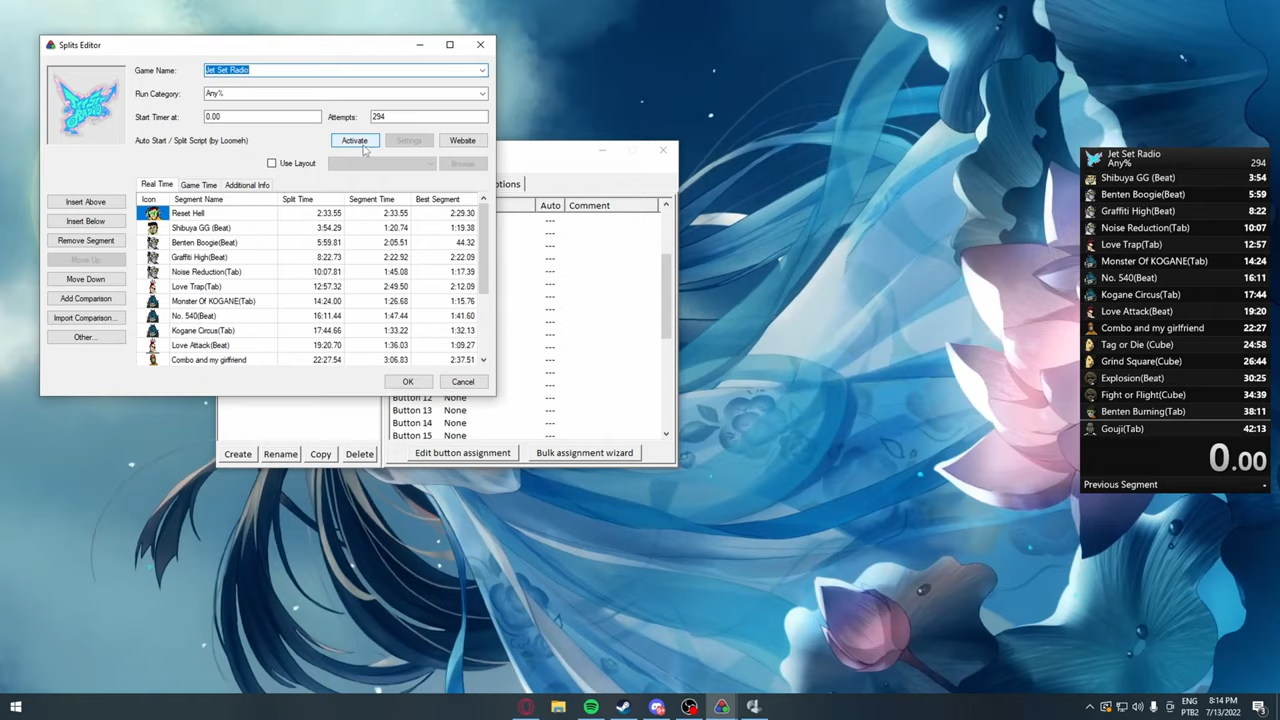 Splits Editor
Game Name: Jet Set Radio
Run Category: Any%
Start Timer at: 0.00 Attempts: 294
Auto Start / Split Script (by Loomeh) Activate Settings Website
Use Layout Browse
Real Time Game Time Additional Info
Icon Segment Name Split Time Segment Time Best Segment
Reset Hell 2:33.55 2:33.55 2:29.30
Shibuya GG (Beat) 3:54.29 1:20.74 1:19.38
Benten Boogie(Beat) 5:59.81 2:05.51 44.32
Graffiti High(Beat) 8:22.73 2:22.92 2:22.09
Noise Reduction(Tab) 10:07.81 1:45.08 1:17.39
Love Trap(Tab) 12:57.32 2:49.50 2:12.09
Monster Of KOGANE(Tab) 14:24.00 1:26.68 1:15.76
No. 540(Beat) 16:11.44 1:47.44 1:41.60
Kogane Circus(Tab) 17:44.66 1:33.22 1:32.13
Love Attack(Beat) 19:20.70 1:36.03 1:09.27
Combo and my girlfriend 22:27.54 3:06.83 2:37.51
Insert Above
Insert Below
Remove Segment
Move Up
Move Down
Add Comparison
Import Comparison...
Other...
OK Cancel
ptions
Auto Comment
---
---
---
---
---
---
---
---
---
---
---
---
---
---
Button 12 None ---
Button 13 None ---
Button 14 None ---
Button 15 None ---
Create Rename Copy Delete Edit button assignment Bulk assignment wizard
Jet Set Radio
Any% 294
Shibuya GG (Beat) 3:54
Benten Boogie(Beat) 5:59
Graffiti High(Beat) 8:22
Noise Reduction(Tab) 10:07
Love Trap(Tab) 12:57
Monster Of KOGANE(Tab) 14:24
No. 540(Beat) 16:11
Kogane Circus(Tab) 17:44
Love Attack(Beat) 19:20
Combo and my girlfriend 22:27
Tag or Die (Cube) 24:58
Grind Square(Cube) 26:44
Explosion(Beat) 30:25
Fight or Flight(Cube) 34:39
Benten Burning(Tab) 38:11
Gouji(Tab) 42:13
0.00
Previous Segment -
ENG
PTB2
8:14 PM
7/13/2022